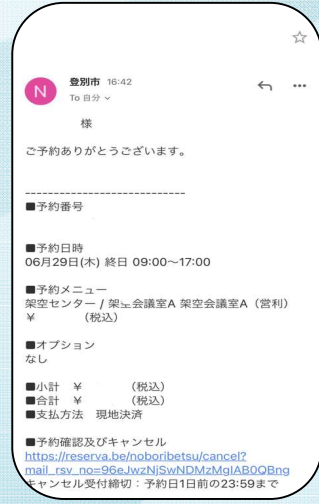 N
登別市 16:42
To 自分
様
ご予約ありがとうございます。
----------------------------
■予約番号
■予約日時
06月29日(木) 終日 09:00～17:00
■予約メニュー
架空センター / 架空会議室A 架空会議室A（営利）
¥ （税込）
■オプション
なし
■小計 ¥ （税込）
■合計 ¥ （税込）
■支払方法 現地決済
■予約確認及びキャンセル
https://reserva.be/noboribetsu/cancel?
mail_rsv_no=96eJwzNjSwNDMzMgIAB0QBng
キャンセル受付締切：予約日1日前の23:59まで